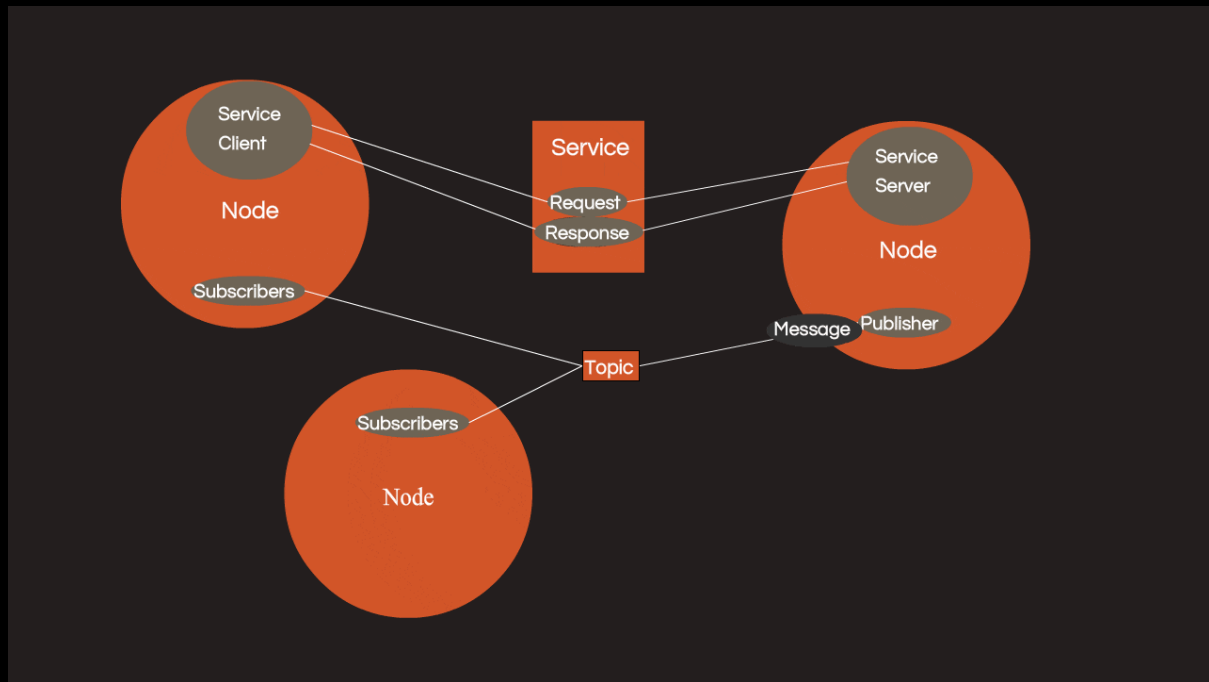 Service
Client
Node
Subscribers
Service
Request
Response
Service
Server
Node
Message
Publisher
Topic
Subscribers
Node